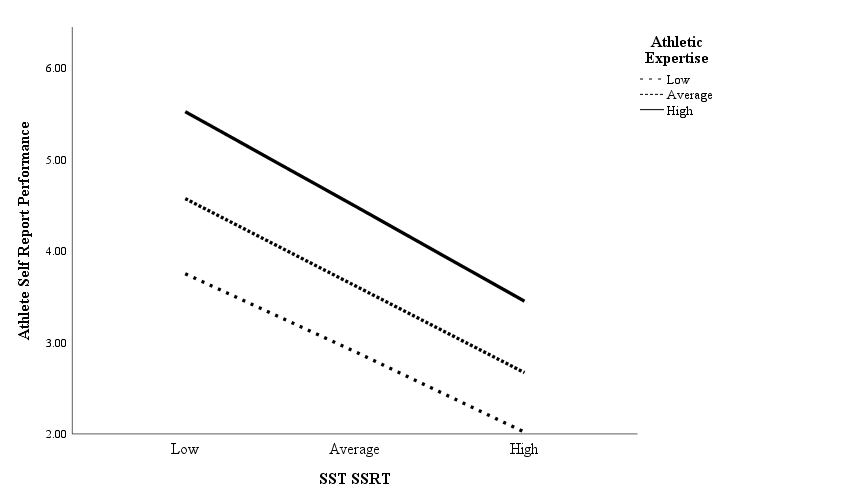 Athletic
Expertise
Low
Average
High
Athlete Self Report Performance
6.00
5.00
4.00
3.00
2.00
Low
Average
High
SST SSRT